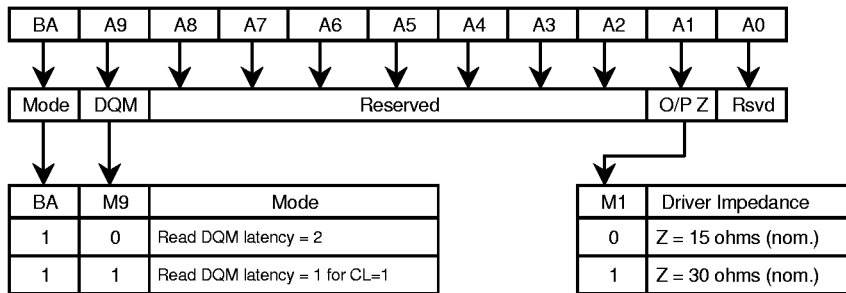 BA A9 A8 A7 A6 A5 A4 A3 A2 A1 A0
Mode DQM Reserved O/P Z Rsvd
BA M9 Mode
1 0 Read DQM latency = 2
1 1 Read DQM latency = 1 for CL=1
M1 Driver Impedance
0 Z = 15 ohms (nom.)
1 Z = 30 ohms (nom.)